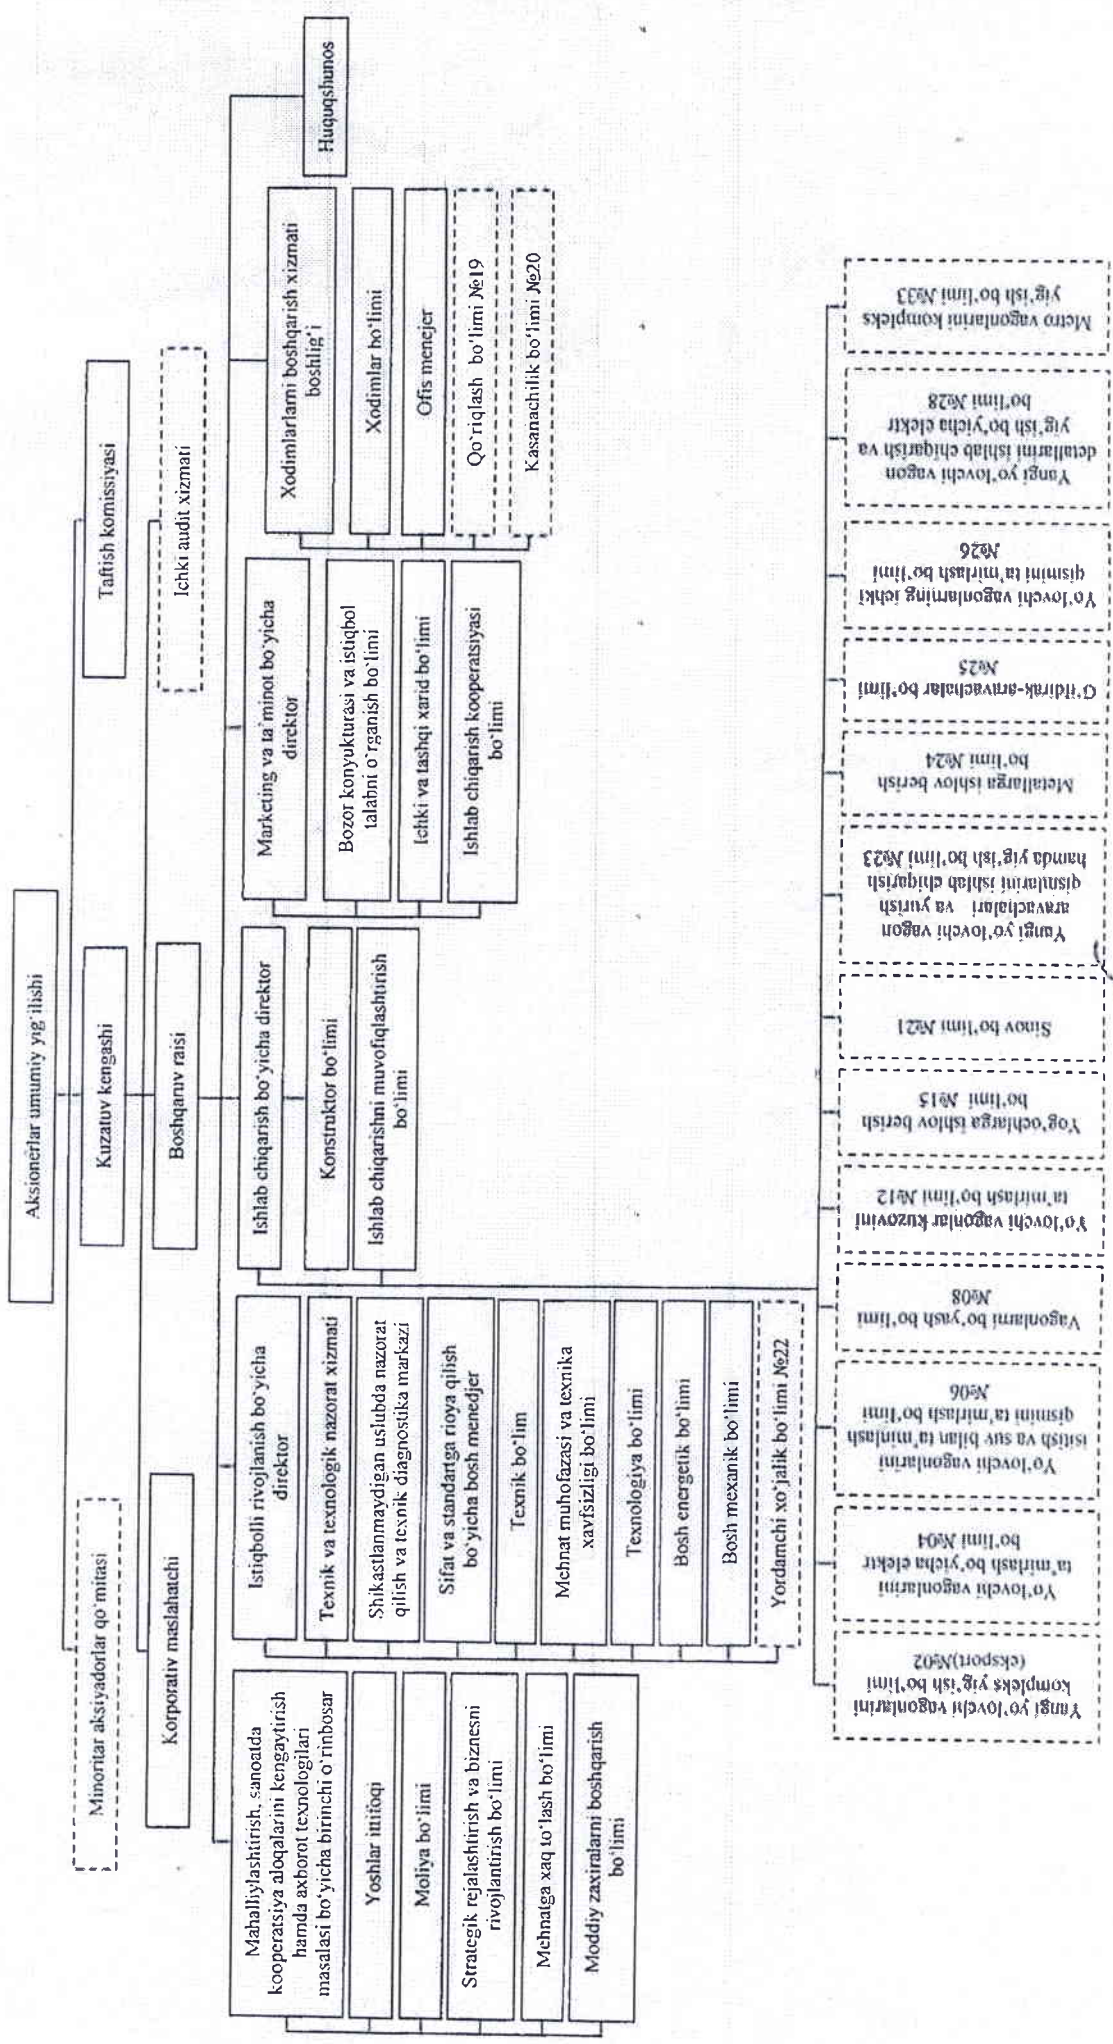 Aksionerlar umumiy yig`ilishi
Minoritar aksiyadorlar qo`mitasi
Kuzatuv kengashi
Taftish komissiyasi
Korporativ maslahatchi
Boshqaruv raisi
Ichki audit xizmati
Mahalliylashtirish, sanoatda
kooperatsiya aloqalarini kengaytirish
hamda axborot texnologilari
masalasi bo‘yicha birinchi o`rinbosar
Yoshlar ittifoqi
Moliya bo‘limi
Strategik rejalashtirish va biznesni
rivojlantirish bo‘limi
Mehnatga xaq to‘lash bo‘limi
Moddiy zaxiralarni boshqarish
bo‘limi
Istiqbolli rivojlanish bo‘yicha
direktor
Texnik va texnologik nazorat xizmati
Shikastlanmaydigan uslubda nazorat
qilish va texnik diagnostika markazi
Sifat va standartga rioya qilish
bo‘yicha bosh menedjer
Texnik bo‘lim
Mehnat muhofazasi va texnika
xavfsizligi bo‘limi
Texnologiya bo‘limi
Bosh energetik bo‘limi
Bosh mexanik bo‘limi
Yordamchi xo‘jalik bo‘limi №22
Ishlab chiqarish bo‘yicha direktor
Konstruktor bo‘limi
Ishlab chiqarishni muvofiqlashtirish
bo‘limi
Marketing va ta`minot bo‘yicha
direktor
Bozor konyukturasi va istiqbol
talabni o`rganish bo‘limi
Ichki va tashqi xarid bo‘limi
Ishlab chiqarish kooperatsiyasi
bo‘limi
Xodimlarlarni boshqarish xizmati
boshlig‘i
Xodimlar bo‘limi
Ofis menejer
Qo`riqlash bo‘limi №19
Kasanachilik bo‘limi №20
Huquqshunos
Yangi yo‘lovchi vagonlarini
kompleks yig‘ish bo‘limi
(eksport)№02
Yo‘lovchi vagonlarini
ta’mirlash bo‘yicha elektr
bo‘limi №04
Yo‘lovchi vagonlarini
isitish va suv bilan ta’minlash
qismini ta’mirlash bo‘limi
№06
Vagonlarni bo‘yash bo‘limi
№08
Yo‘lovchi vagonlar kuzovini
ta’mirlash bo‘limi №12
Yog‘ochlarga ishlov berish
bo‘limi №15
Sinov bo‘limi №21
Yangi yo‘lovchi vagon
aravachalari va yurish
qismlarini ishlab chiqarish
hamda yig‘ish bo‘limi №23
Metallarga ishlov berish
bo‘limi №24
G‘ildirak-aravachalar bo‘limi
№25
Yo‘lovchi vagonlarning ichki
qismini ta’mirlash bo‘limi
№26
Yangi yo‘lovchi vagon
detallarini ishlab chiqarish va
yig‘ish bo‘yicha elektr
bo‘limi №28
Metro vagonlarini kompleks
yig‘ish bo‘limi №33